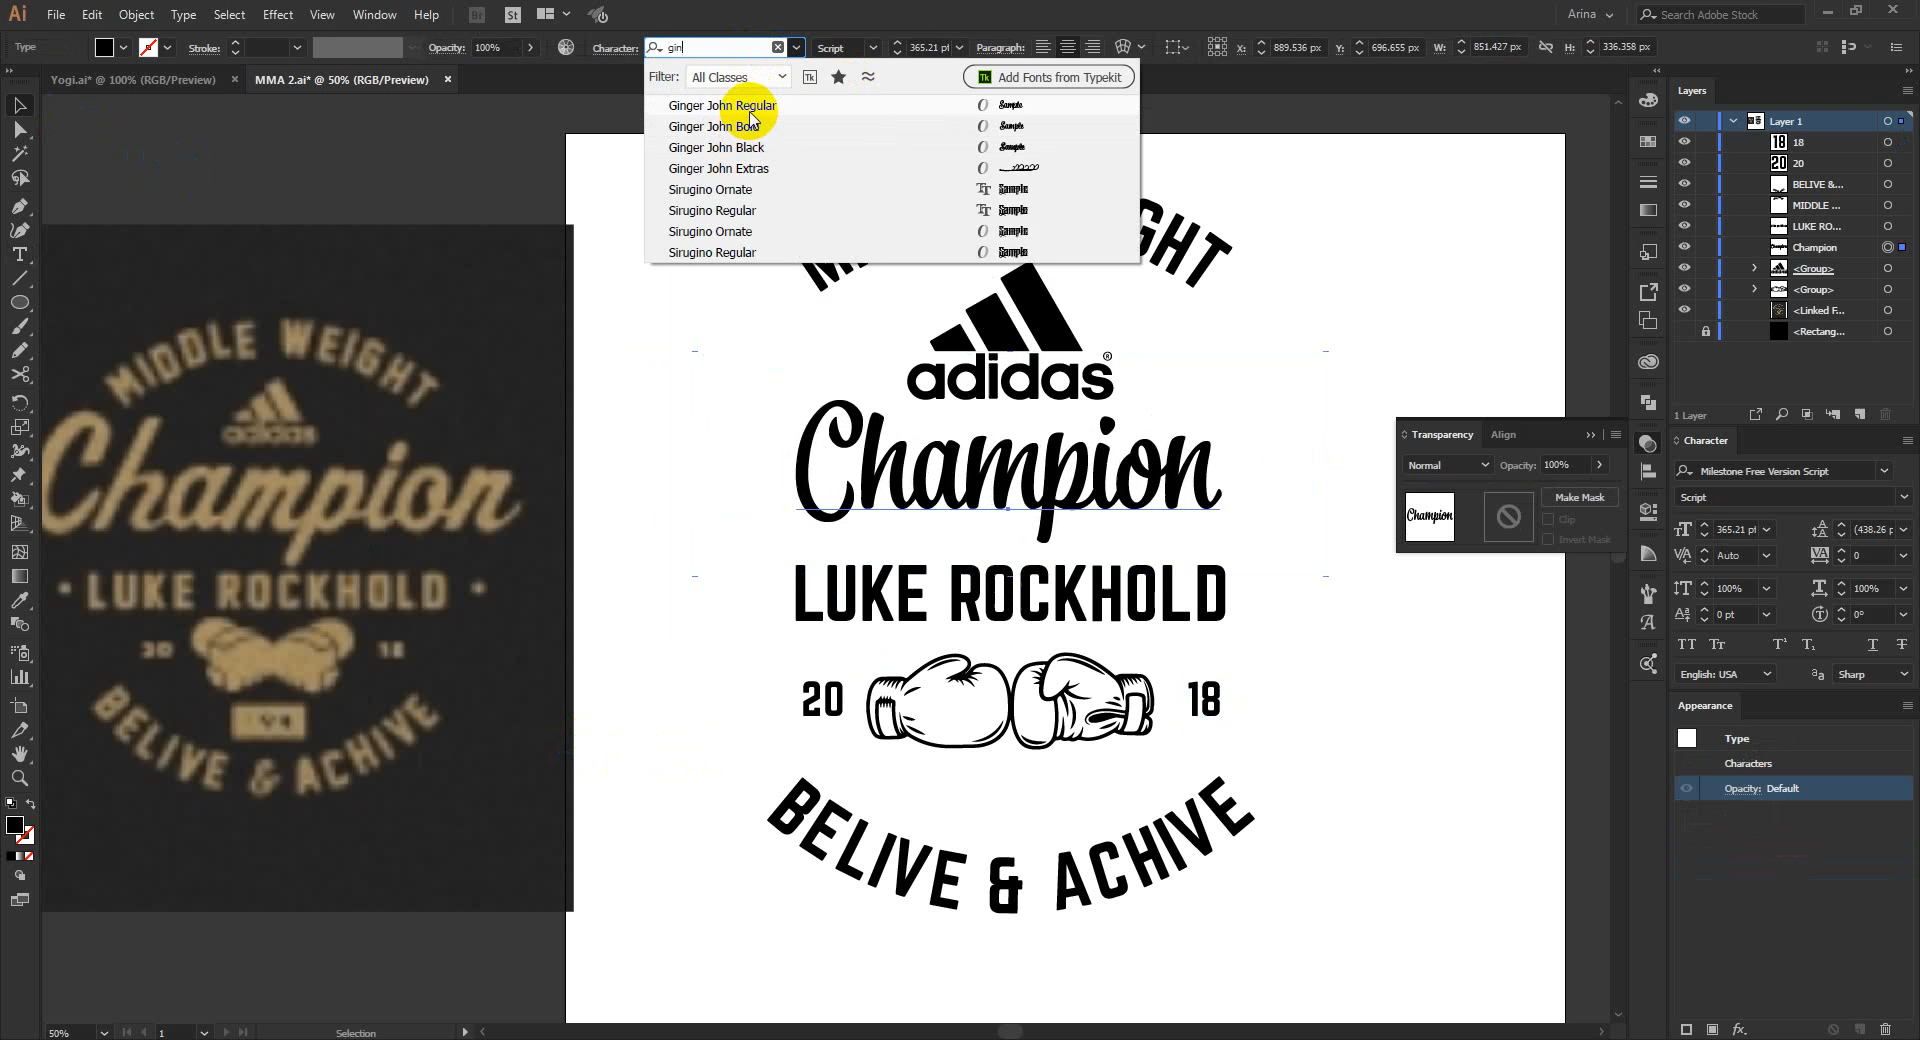 Ai File Edit Object Type Select Effect View Window Help Br St Arina Search Adobe Stock
Type Stroke: Opacity: 100% Character: gin Script 365.21 pt Paragraph: X: 889.536 px Y: 696.655 px W: 851.427 px H: 336.358 px
Yogi.ai* @ 100% (RGB/Preview) × MMA 2.ai* @ 50% (RGB/Preview) ×
Filter: All Classes Tk Add Fonts from Typekit
Ginger John Regular Sample
Ginger John Bold Sample
Ginger John Black Sample
Ginger John Extras
Sirugino Ornate Sample
Sirugino Regular Sample
Sirugino Ornate Sample
Sirugino Regular Sample
MIDDLE WEIGHT
adidas
Champion
• LUKE ROCKHOLD •
20 18
BELIVE & ACHIVE
GHT
adidas®
Champion
LUKE ROCKHOLD
20 18
BELIVE & ACHIVE
Transparency Align
Normal Opacity: 100%
Champion
Make Mask
Clip
Invert Mask
Layers
Layer 1
18
20
BELIVE &...
MIDDLE ...
LUKE RO...
Champion
<Group>
<Group>
<Linked F...
<Rectang...
1 Layer
Character
Milestone Free Version Script
Script
365.21 pt (438.26 p
Auto 0
100% 100%
0 pt 0°
English: USA Sharp
Appearance
Type
Characters
Opacity: Default
50% 1 Selection